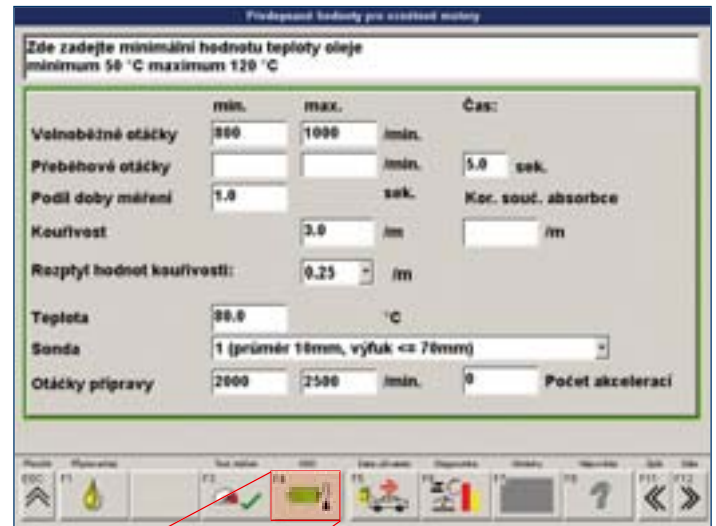 Předepsané hodnoty pro vznětové motory
Zde zadejte minimální hodnotu teploty oleje
minimum 50 °C maximum 120 °C
min. max. Čas:
Volnoběžné otáčky 800 1000 /min.
Přeběhové otáčky /min. 5.0 sek.
Podíl doby měření 1.0 sek. Kor. souč. absorbce
Kouřivost 3.0 /m /m
Rozptyl hodnot kouřivosti: 0.25 /m
Teplota 80.0 °C
Sonda 1 (průměr 10mm, výfuk <= 70mm)
Otáčky přípravy 2000 2500 /min. 0 Počet akcelerací
Nápověda Zpět Dále
ESC F1 F3 F4 F5 F6 F7 F8 F11 F12